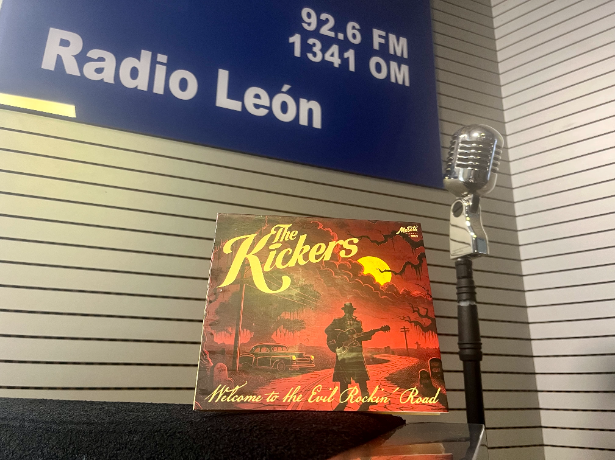 92.6 FM
1341 OM
Radio León
The
Kickers
Welcome to the Evil Rockin' Road